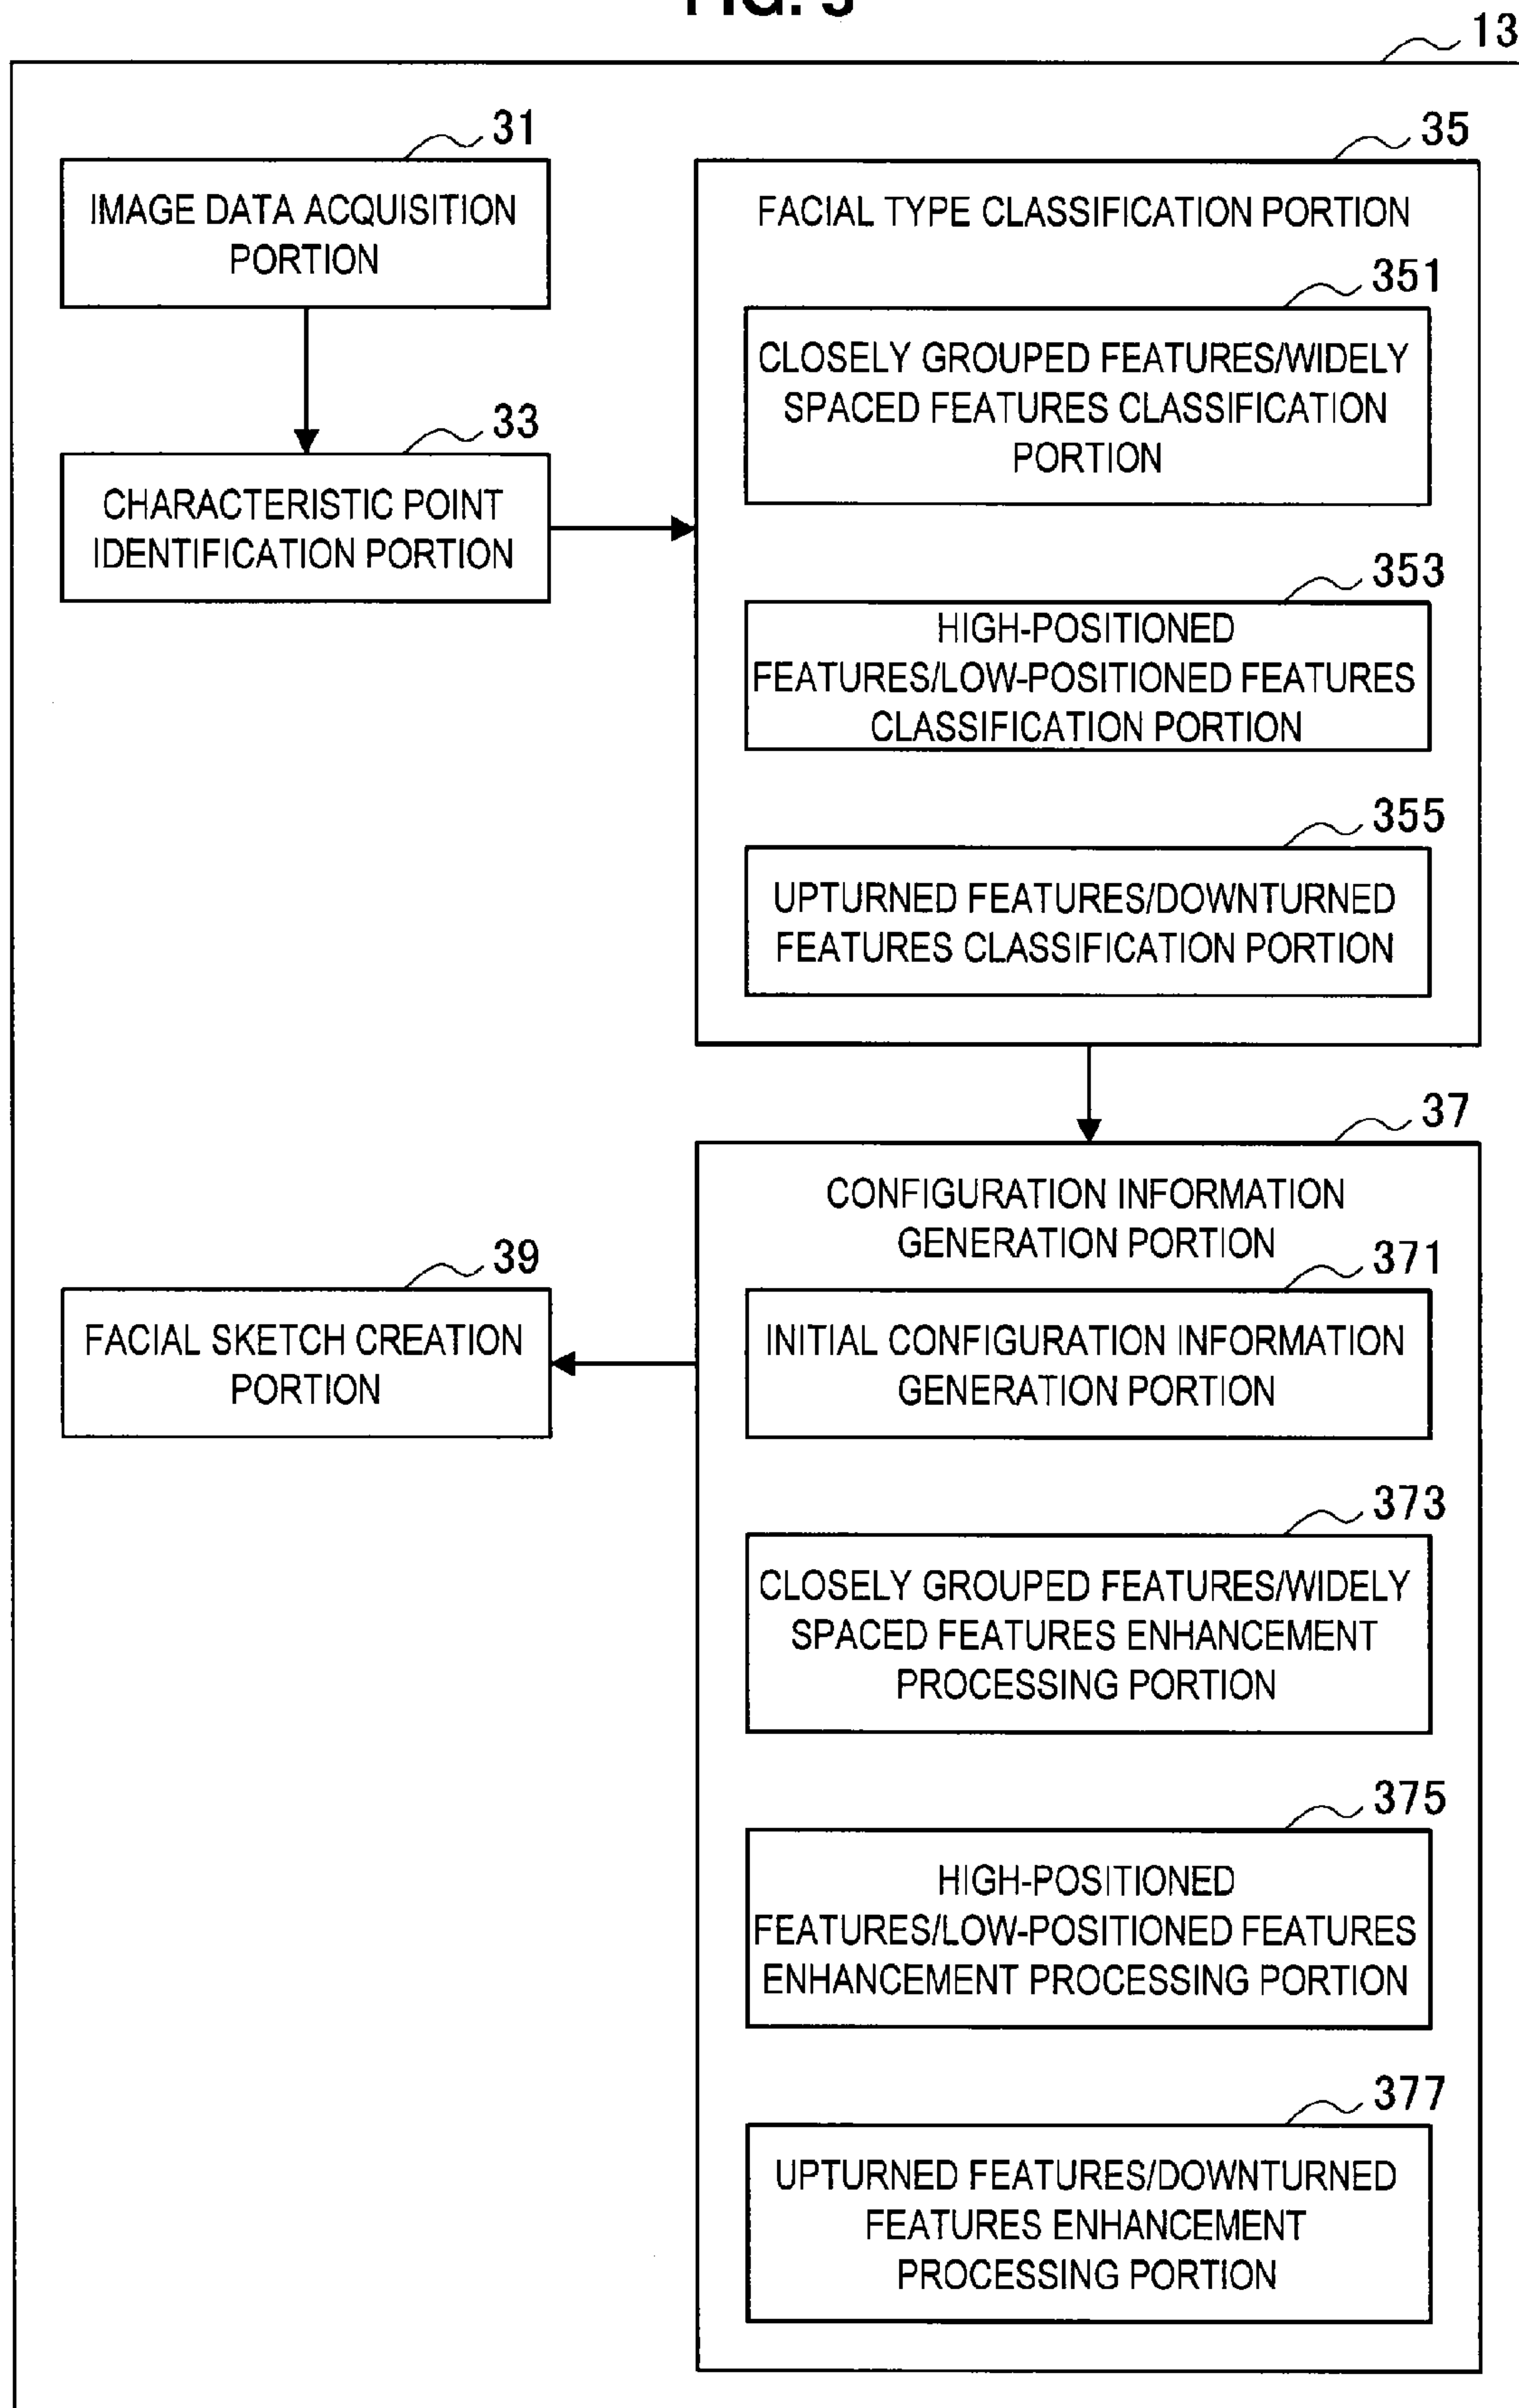 13
31
IMAGE DATA ACQUISITION
PORTION
33
CHARACTERISTIC POINT
IDENTIFICATION PORTION
35
FACIAL TYPE CLASSIFICATION PORTION
351
CLOSELY GROUPED FEATURES/WIDELY
SPACED FEATURES CLASSIFICATION
PORTION
353
HIGH-POSITIONED
FEATURES/LOW-POSITIONED FEATURES
CLASSIFICATION PORTION
355
UPTURNED FEATURES/DOWNTURNED
FEATURES CLASSIFICATION PORTION
37
CONFIGURATION INFORMATION
GENERATION PORTION
371
INITIAL CONFIGURATION INFORMATION
GENERATION PORTION
373
CLOSELY GROUPED FEATURES/WIDELY
SPACED FEATURES ENHANCEMENT
PROCESSING PORTION
375
HIGH-POSITIONED
FEATURES/LOW-POSITIONED FEATURES
ENHANCEMENT PROCESSING PORTION
377
UPTURNED FEATURES/DOWNTURNED
FEATURES ENHANCEMENT
PROCESSING PORTION
39
FACIAL SKETCH CREATION
PORTION